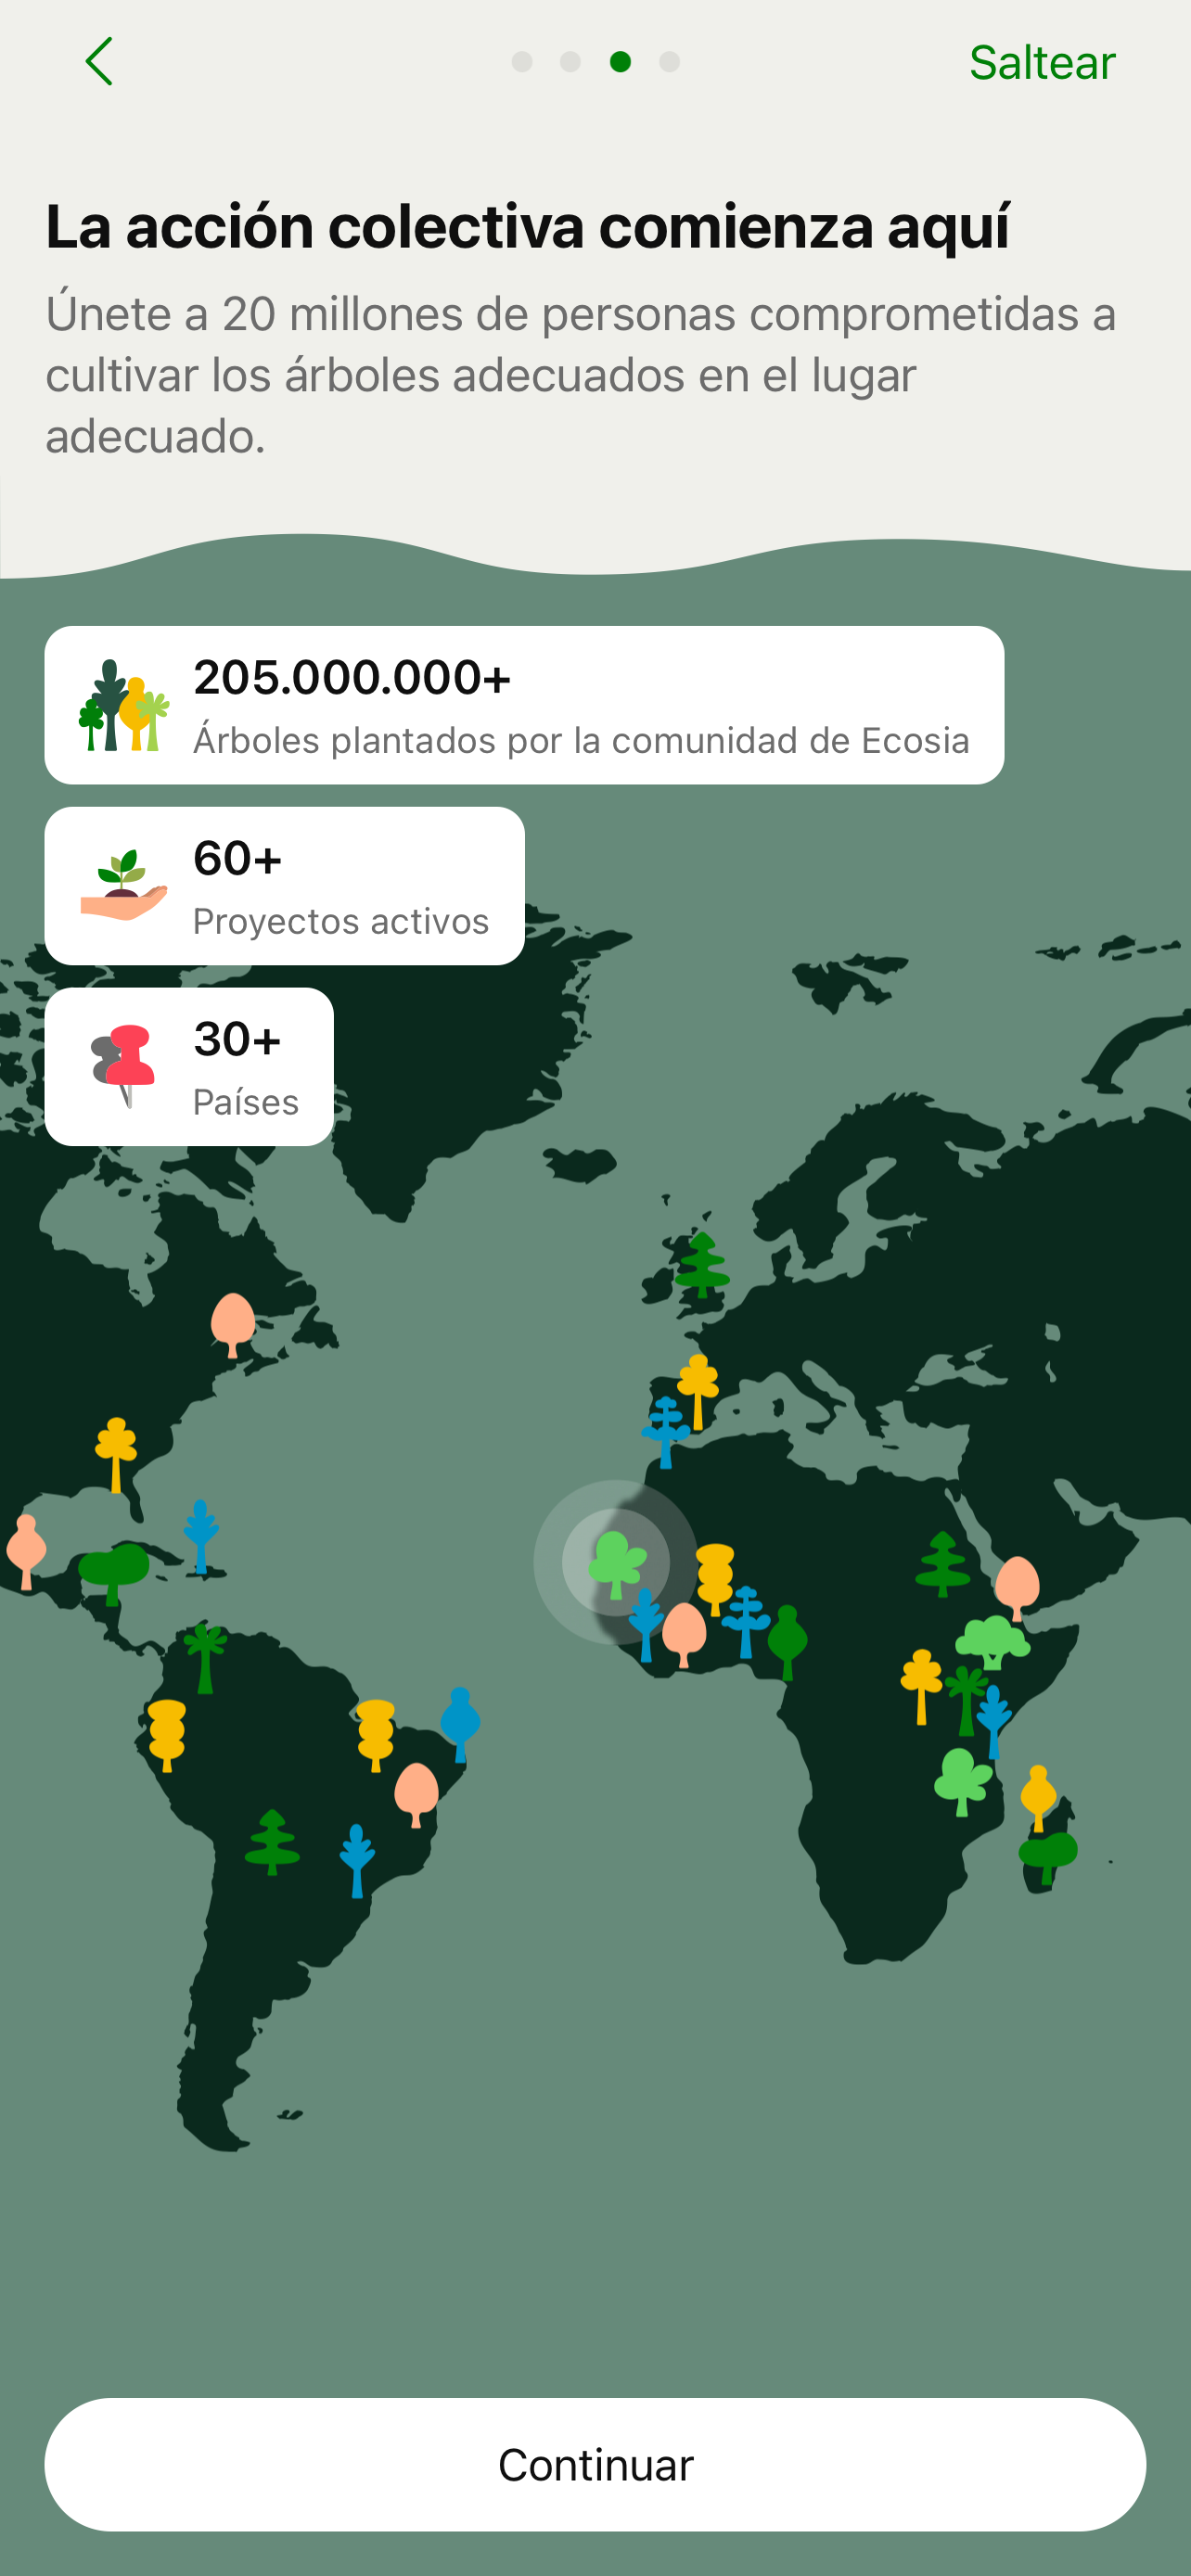 Saltear
La acción colectiva comienza aquí
Únete a 20 millones de personas comprometidas a
cultivar los árboles adecuados en el lugar
adecuado.
205.000.000+
Árboles plantados por la comunidad de Ecosia
60+
Proyectos activos
30+
Países
Continuar